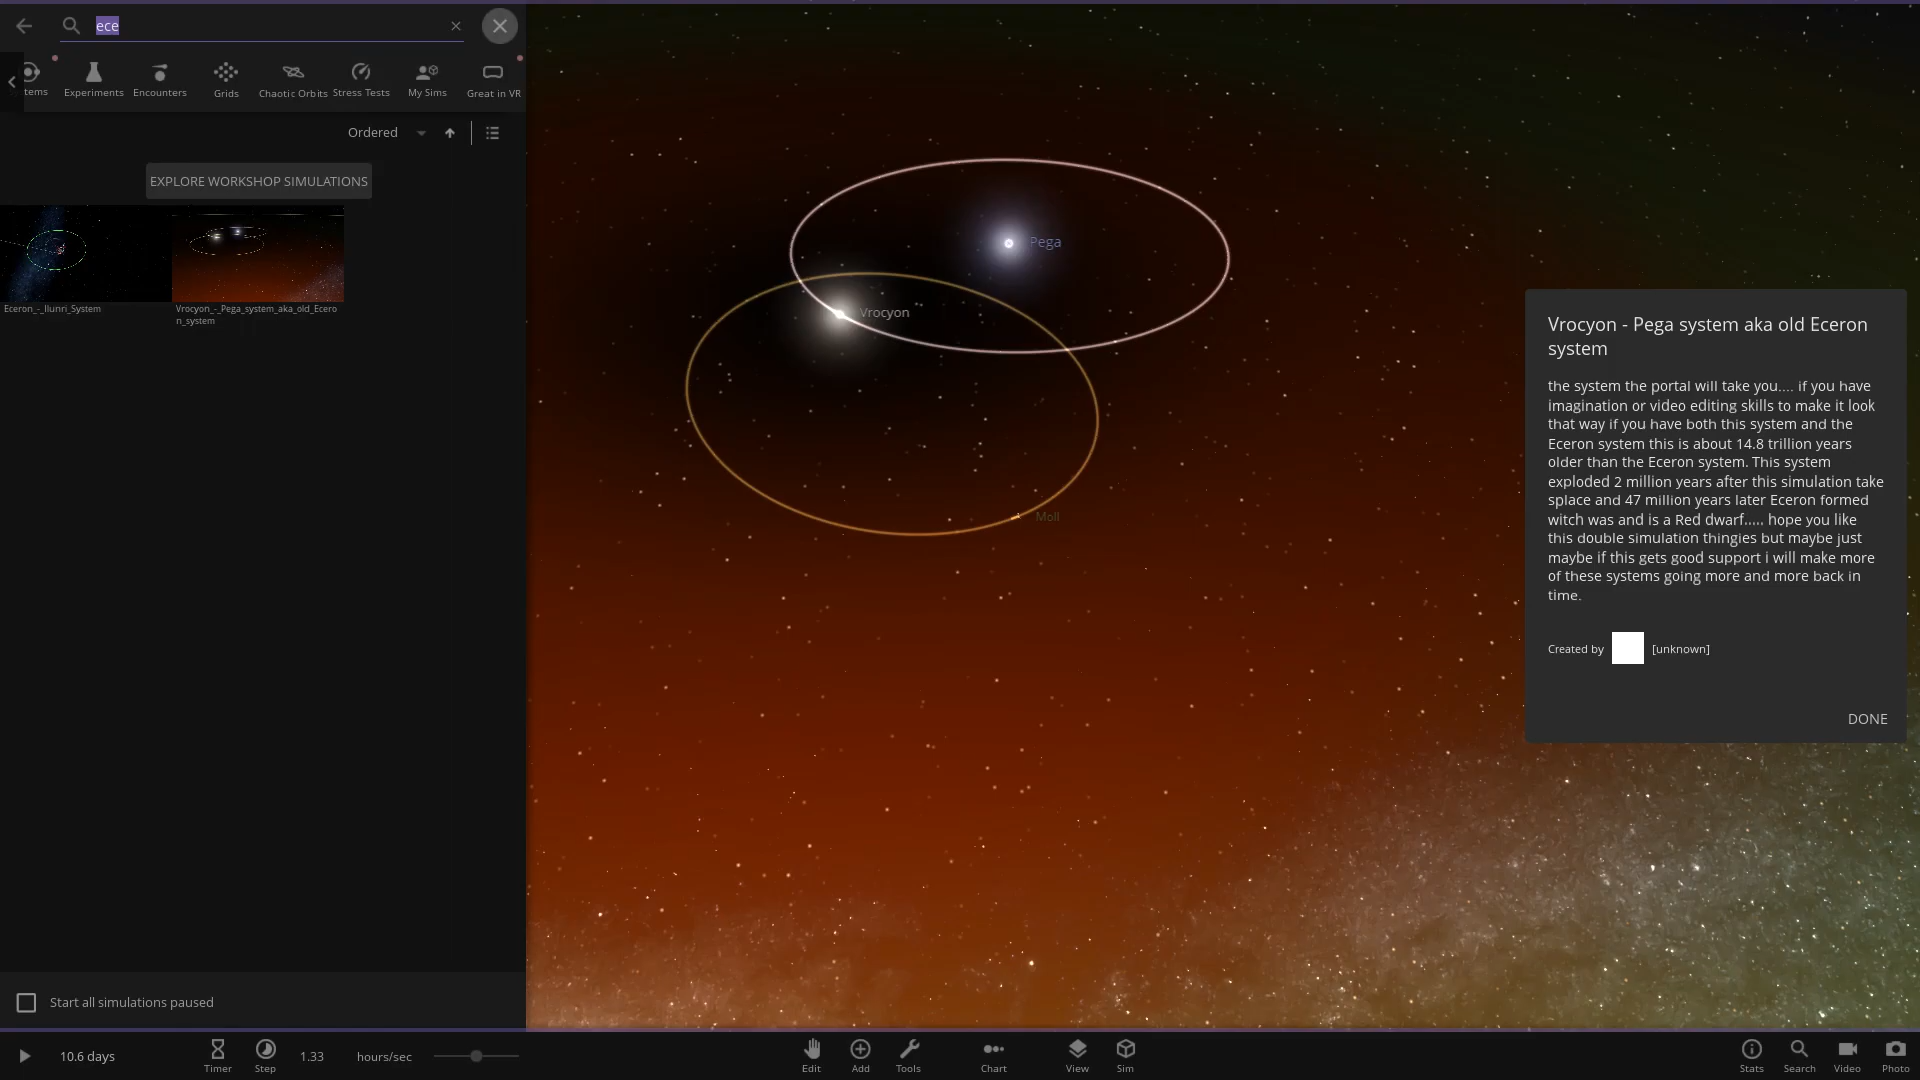 ece
tems
Experiments
Encounters
Grids
Chaotic Orbits
Stress Tests
My Sims
Great in VR
Ordered
EXPLORE WORKSHOP SIMULATIONS
Eceron_-_Ilunri_System
Vrocyon_-_Pega_system_aka_old_Ecero
n_system
Pega
Vrocyon
Moll
Vrocyon - Pega system aka old Eceron
system
the system the portal will take you.... if you have
imagination or video editing skills to make it look
that way if you have both this system and the
Eceron system this is about 14.8 trillion years
older than the Eceron system. This system
exploded 2 million years after this simulation take
splace and 47 million years later Eceron formed
witch was and is a Red dwarf..... hope you like
this double simulation thingies but maybe just
maybe if this gets good support i will make more
of these systems going more and more back in
time.
Created by [unknown]
DONE
Start all simulations paused
10.6 days
Timer
Step
1.33
hours/sec
Edit
Add
Tools
Chart
View
Sim
Stats
Search
Video
Photo